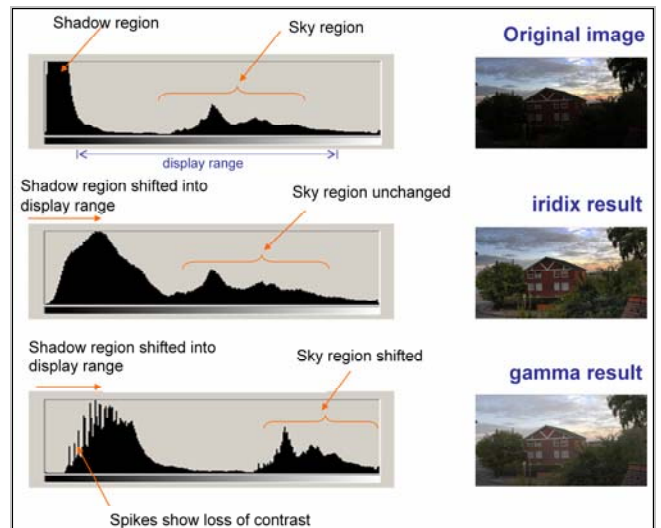 Shadow region
Sky region
Original image
display range
Shadow region shifted into
display range
Sky region unchanged
iridix result
Shadow region shifted into
display range
Sky region shifted
gamma result
Spikes show loss of contrast